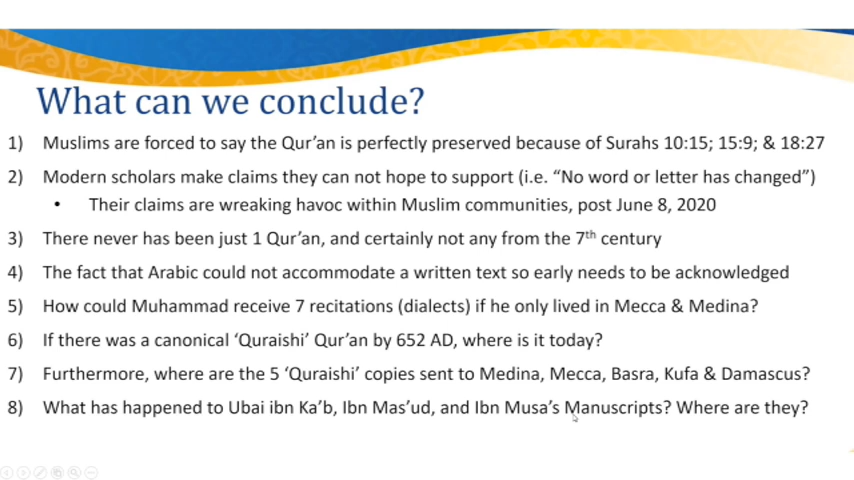 What can we conclude?
1) Muslims are forced to say the Qur’an is perfectly preserved because of Surahs 10:15; 15:9; & 18:27
2) Modern scholars make claims they can not hope to support (i.e. “No word or letter has changed”)
• Their claims are wreaking havoc within Muslim communities, post June 8, 2020
3) There never has been just 1 Qur’an, and certainly not any from the 7th century
4) The fact that Arabic could not accommodate a written text so early needs to be acknowledged
5) How could Muhammad receive 7 recitations (dialects) if he only lived in Mecca & Medina?
6) If there was a canonical ‘Quraishi’ Qur’an by 652 AD, where is it today?
7) Furthermore, where are the 5 ‘Quraishi’ copies sent to Medina, Mecca, Basra, Kufa & Damascus?
8) What has happened to Ubai ibn Ka’b, Ibn Mas’ud, and Ibn Musa’s Manuscripts? Where are they?